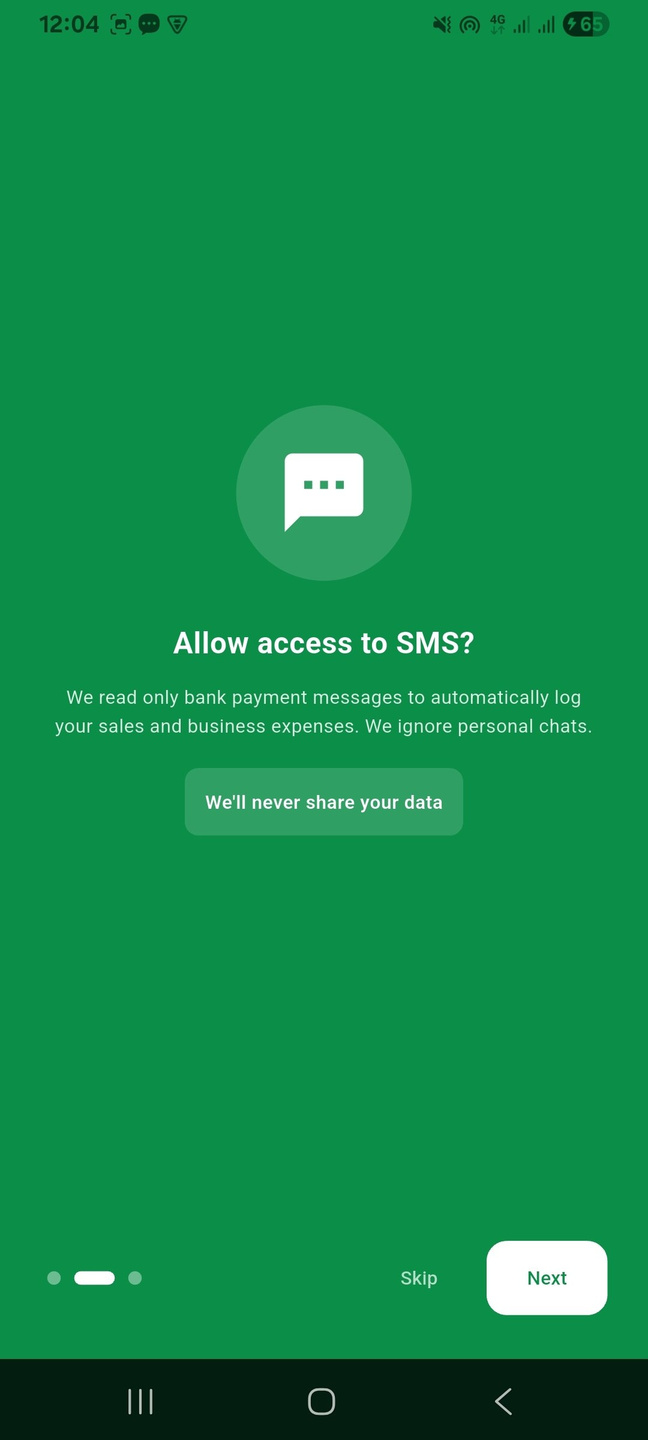 12:04
4G
65
Allow access to SMS?
We read only bank payment messages to automatically log
your sales and business expenses. We ignore personal chats.
We'll never share your data
Skip
Next